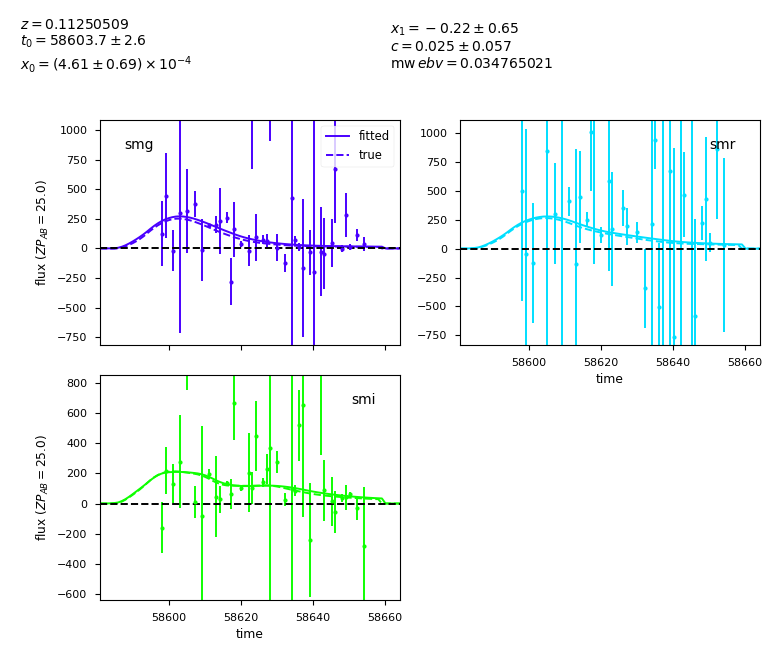 z = 0.11250509
t₀ = 58603.7 ± 2.6
x₀ = (4.61 ± 0.69) × 10⁻⁴
x₁ = −0.22 ± 0.65
c = 0.025 ± 0.057
mw ebv = 0.034765021
smg
fitted
true
1000
750
500
250
0
−250
−500
−750
flux (ZP_AB = 25.0)
smr
1000
750
500
250
0
−250
−500
−750
58600 58620 58640 58660
time
smi
800
600
400
200
0
−200
−400
−600
flux (ZP_AB = 25.0)
58600 58620 58640 58660
time